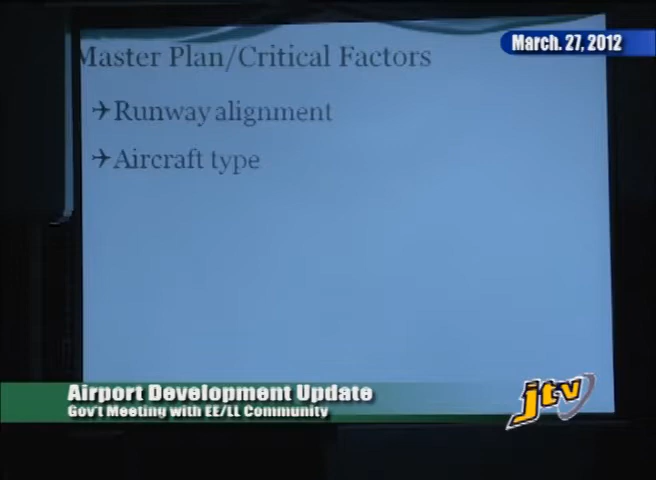 March. 27, 2012
Master Plan/Critical Factors
Runway alignment
Aircraft type
Airport Development Update
Gov't Meeting with EE/LL Community
jtv